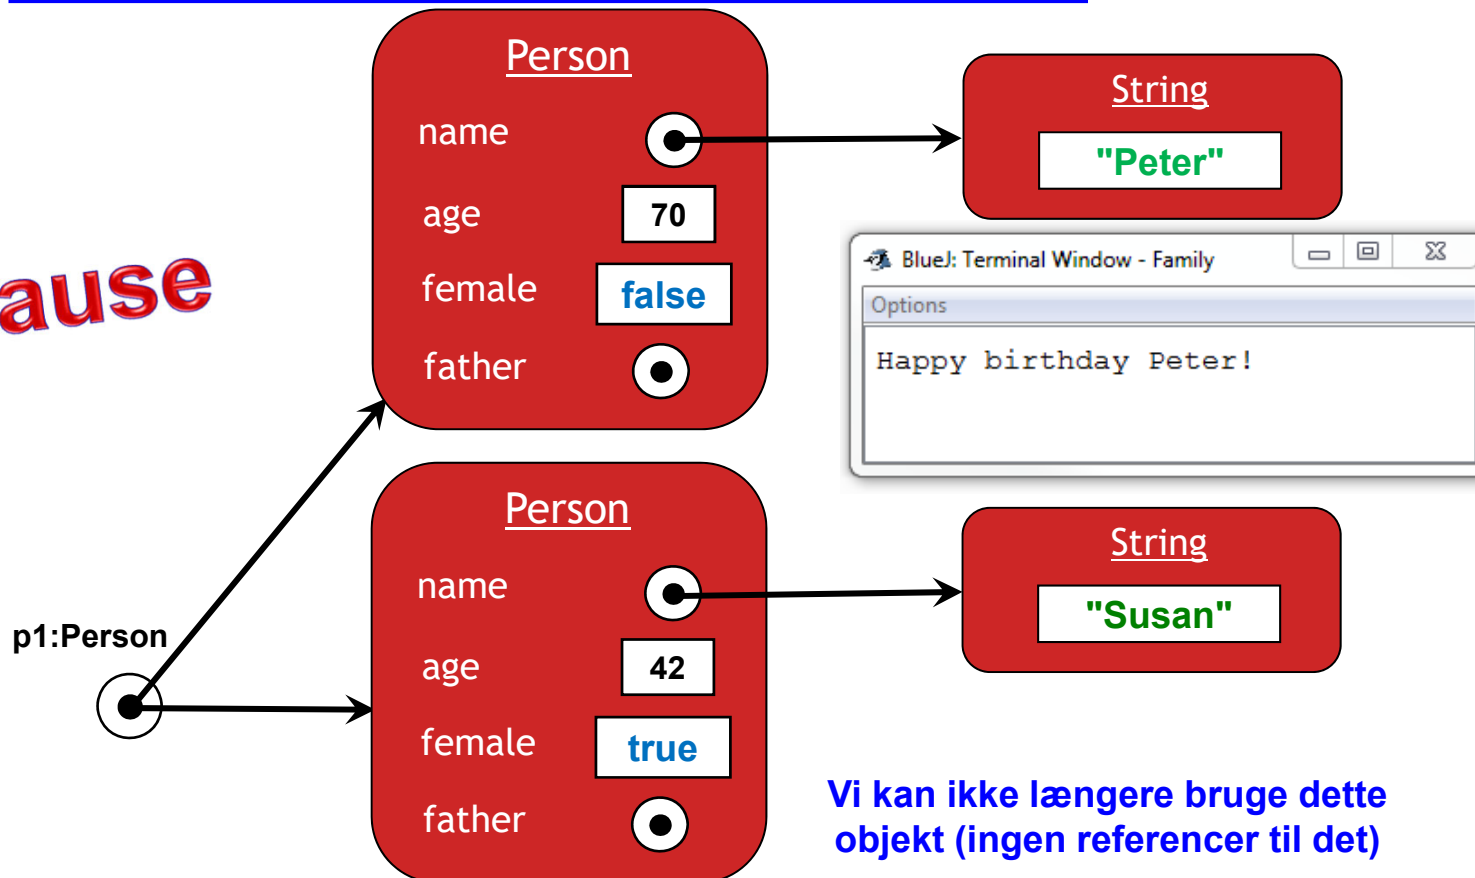 Person
name
age
70
female
false
father
String
"Peter"
BlueJ: Terminal Window - Family
Options
Happy birthday Peter!
ause
p1:Person
Person
name
age
42
female
true
father
String
"Susan"
Vi kan ikke længere bruge dette
objekt (ingen referencer til det)